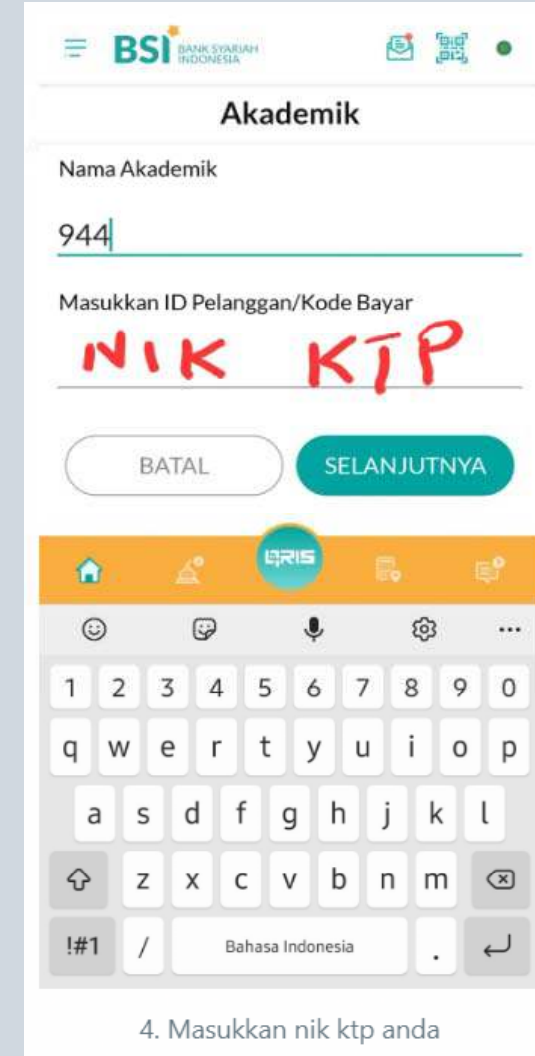 BSI BANK SYARIAH
INDONESIA
Akademik
Nama Akademik
944
Masukkan ID Pelanggan/Kode Bayar
NIK KTP
BATAL SELANJUTNYA
QRIS
1 2 3 4 5 6 7 8 9 0
q w e r t y u i o p
a s d f g h j k l
z x c v b n m
!#1 / Bahasa Indonesia .
4. Masukkan nik ktp anda